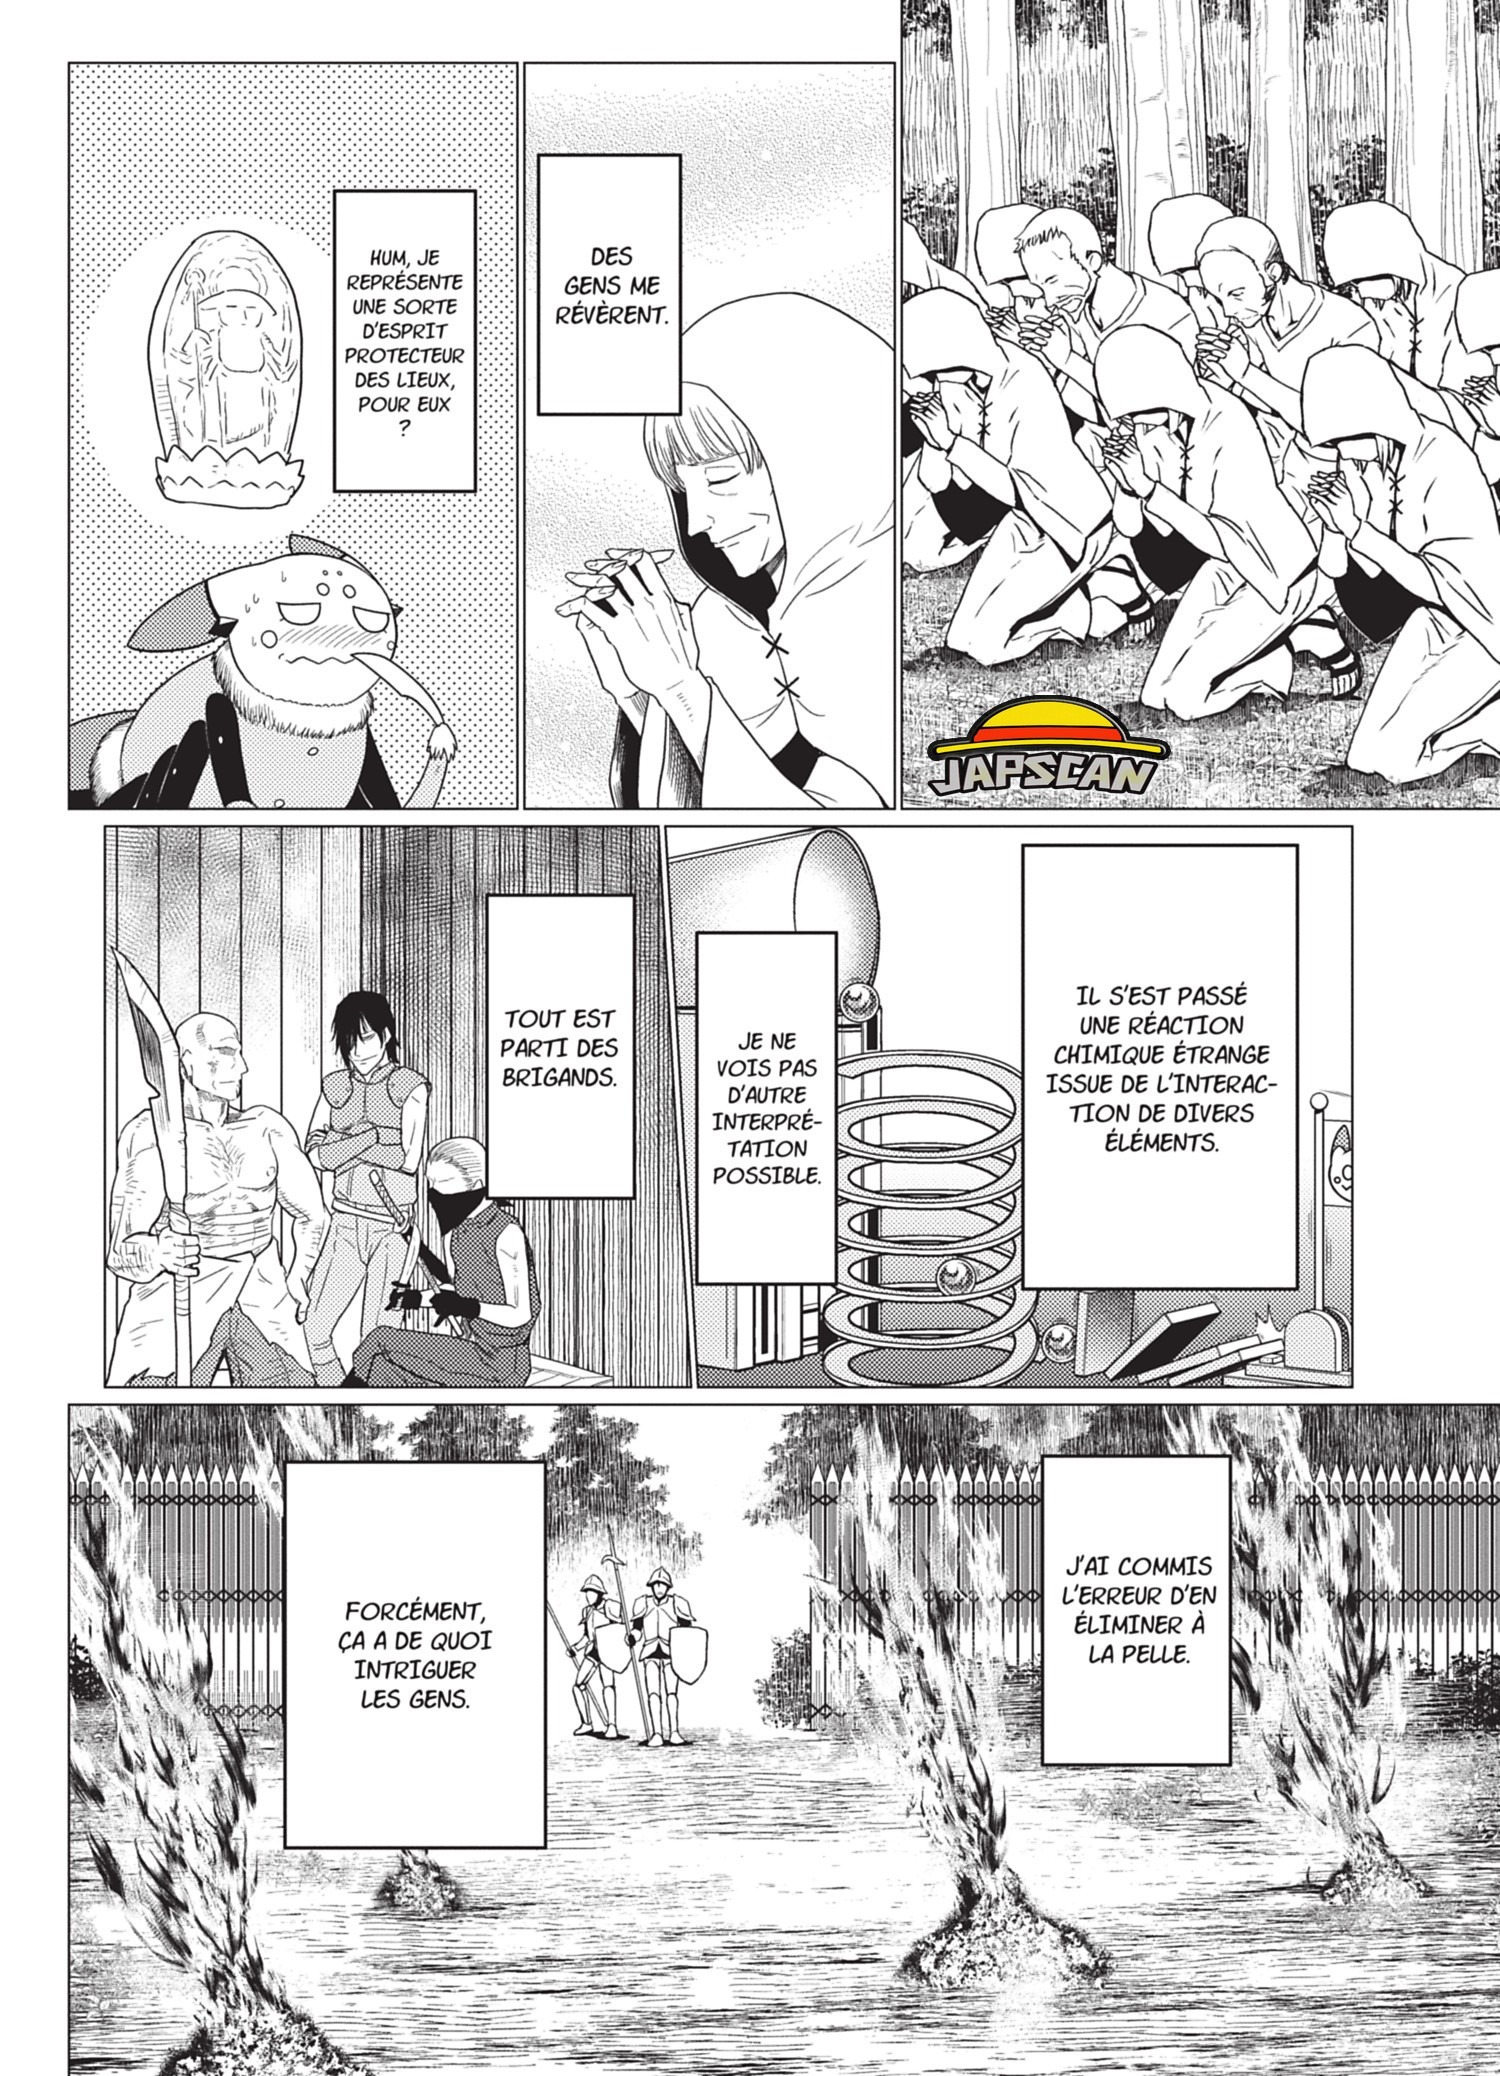 DES
GENS ME
RÉVÈRENT.
HUM, JE
REPRÉSENTE
UNE SORTE
D'ESPRIT
PROTECTEUR
DES LIEUX,
POUR EUX
?
JAPSCAN
IL S'EST PASSÉ
UNE RÉACTION
CHIMIQUE ÉTRANGE
ISSUE DE L'INTERAC-
TION DE DIVERS
ÉLÉMENTS.
JE NE
VOIS PAS
D'AUTRE
INTERPRÉ-
TATION
POSSIBLE.
TOUT EST
PARTI DES
BRIGANDS.
J'AI COMMIS
L'ERREUR D'EN
ÉLIMINER À
LA PELLE.
FORCÉMENT,
ÇA A DE QUOI
INTRIGUER
LES GENS.